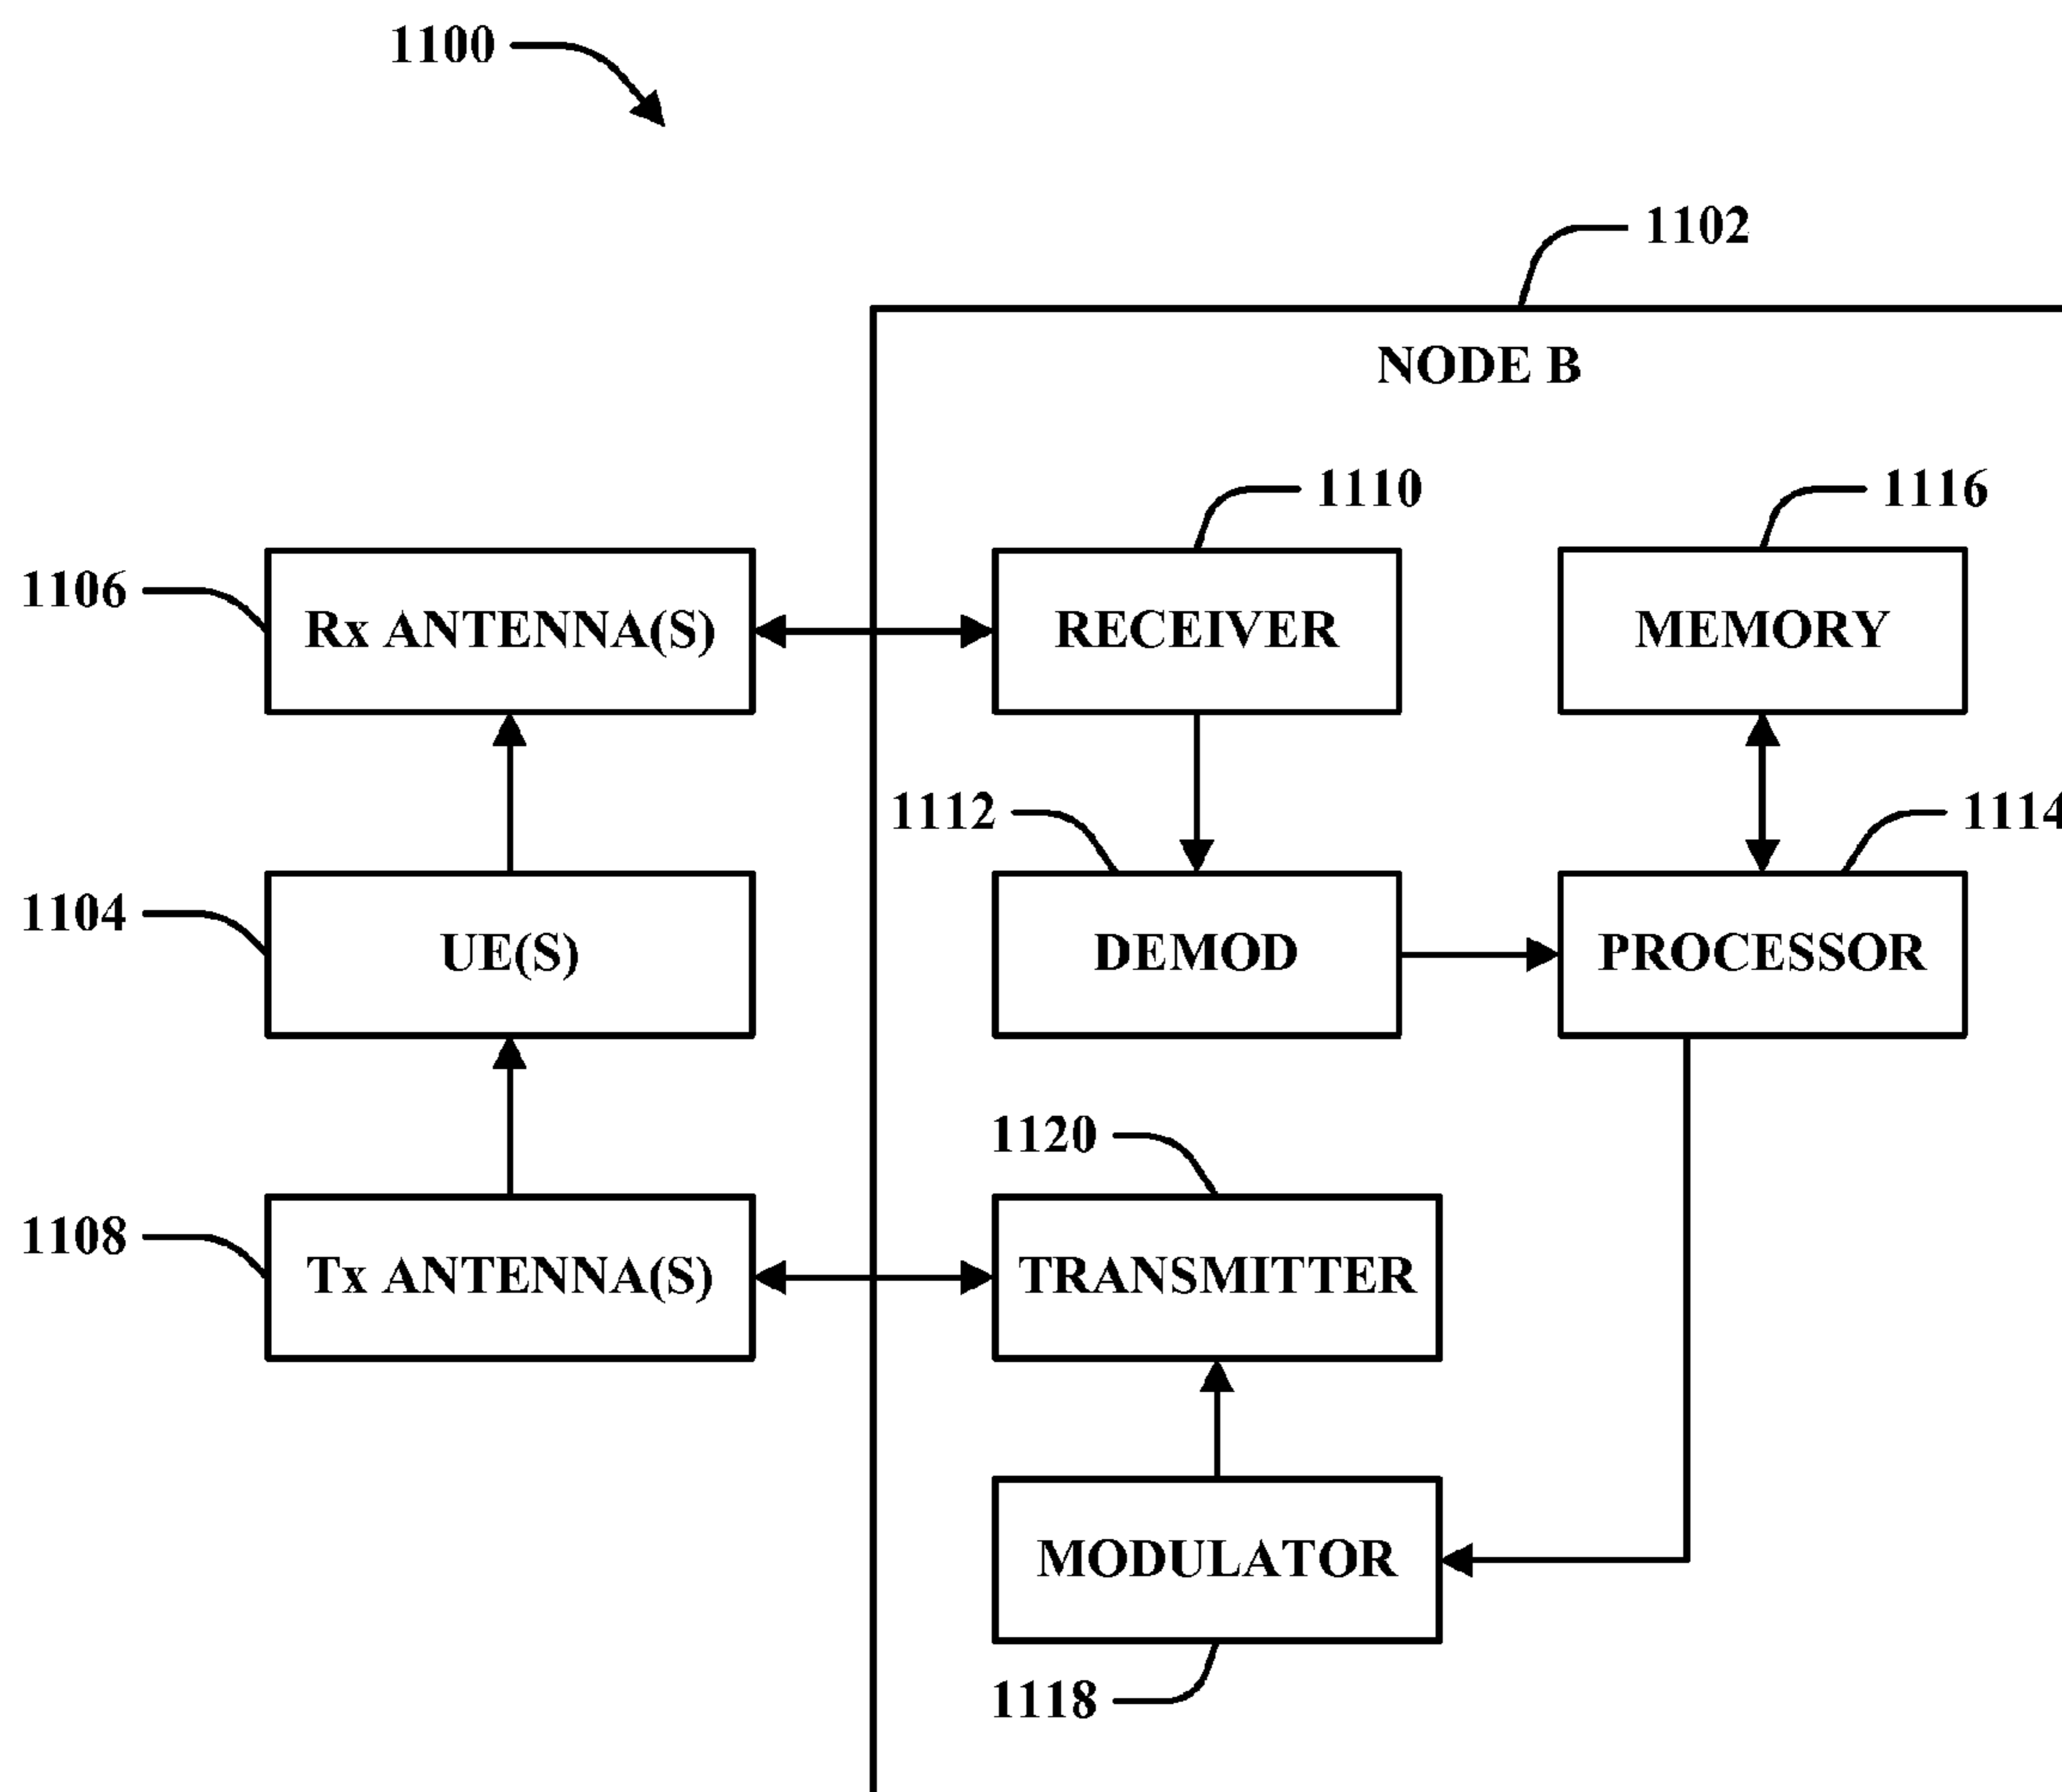 1100
1102
NODE B
1110
1116
1106
Rx ANTENNA(S)
RECEIVER
MEMORY
1112
1114
1104
UE(S)
DEMOD
PROCESSOR
1120
1108
Tx ANTENNA(S)
TRANSMITTER
MODULATOR
1118